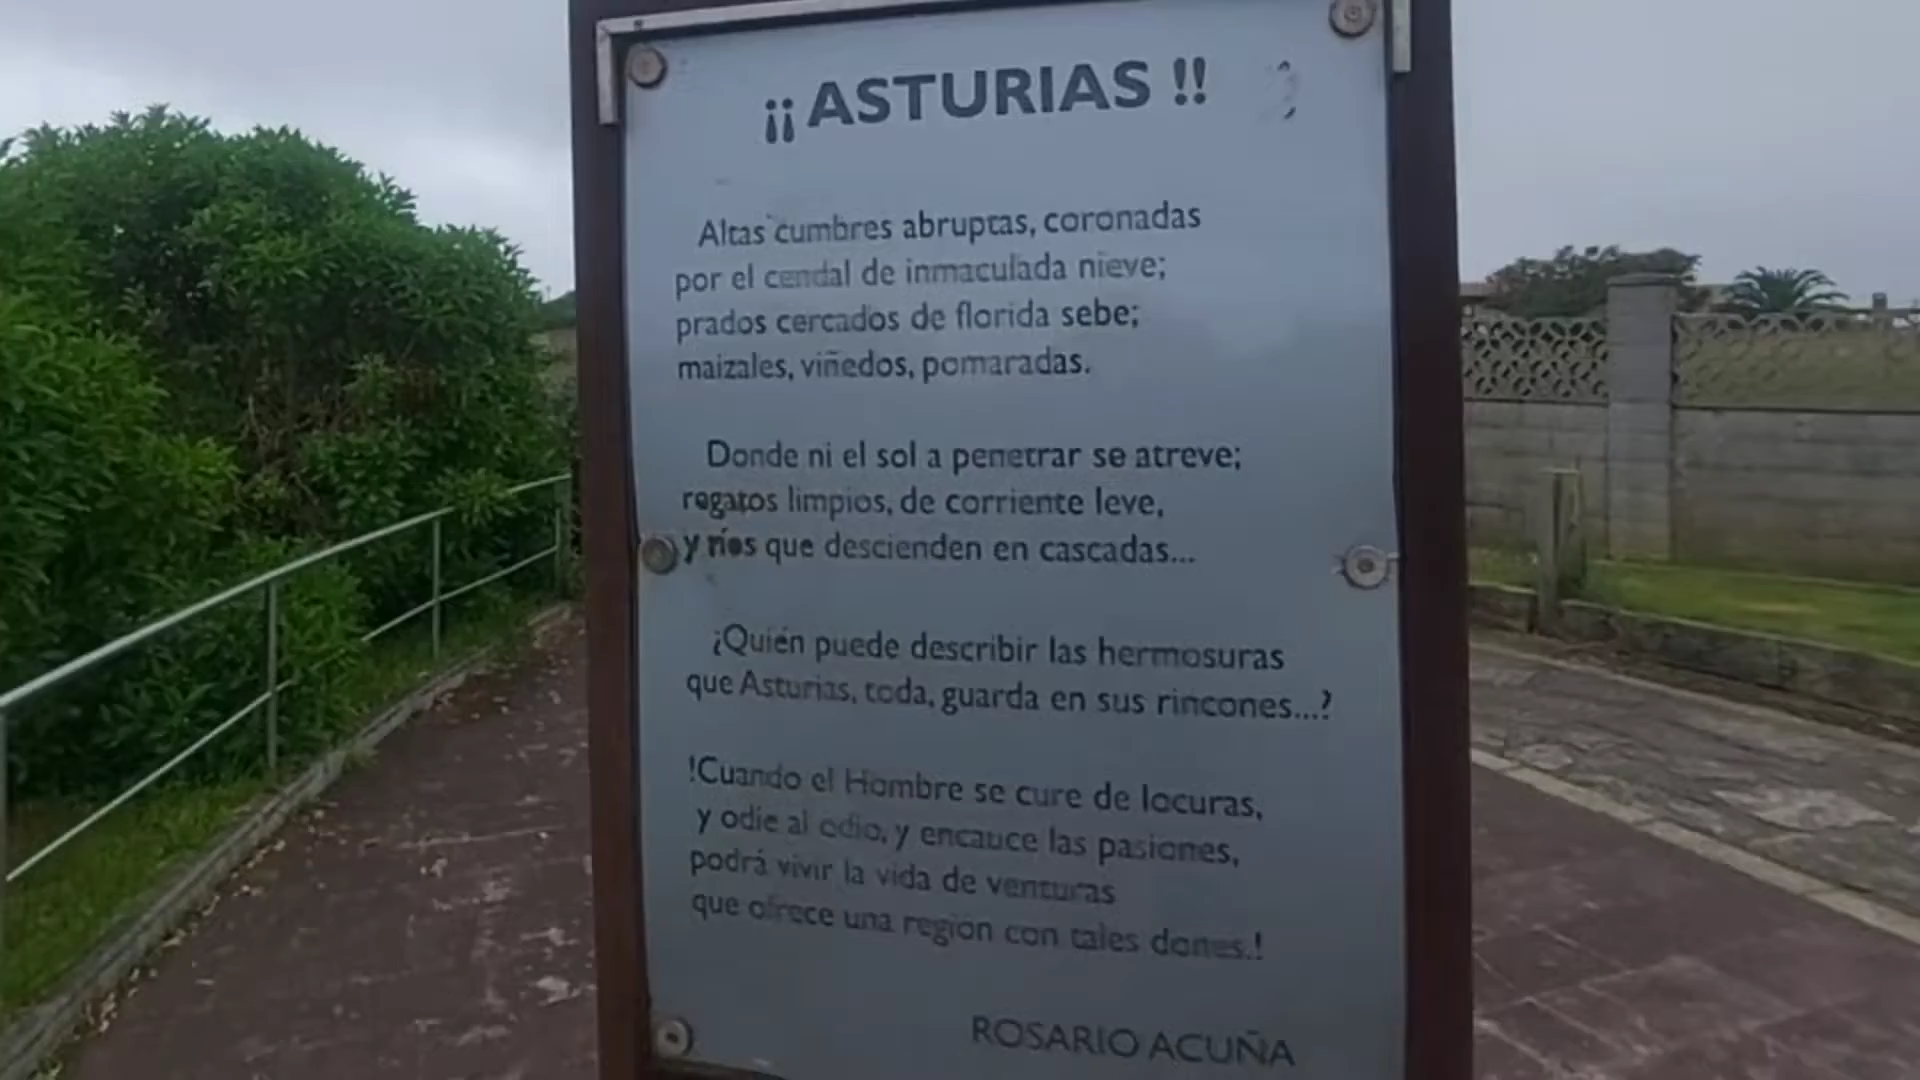 ¡¡ASTURIAS !!
Altas cumbres abruptas, coronadas
por el cendal de inmaculada nieve;
prados cercados de florida sebe;
maizales, viñedos, pomaradas.
Donde ni el sol a penetrar se atreve;
regatos limpios, de corriente leve,
y ríos que descienden en cascadas...
¿Quién puede describir las hermosuras
que Asturias, toda, guarda en sus rincones...?
!Cuando el Hombre se cure de locuras,
y odie al odio, y encauce las pasiones,
podrá vivir la vida de venturas
que ofrece una región con tales dones.!
ROSARIO ACUÑA